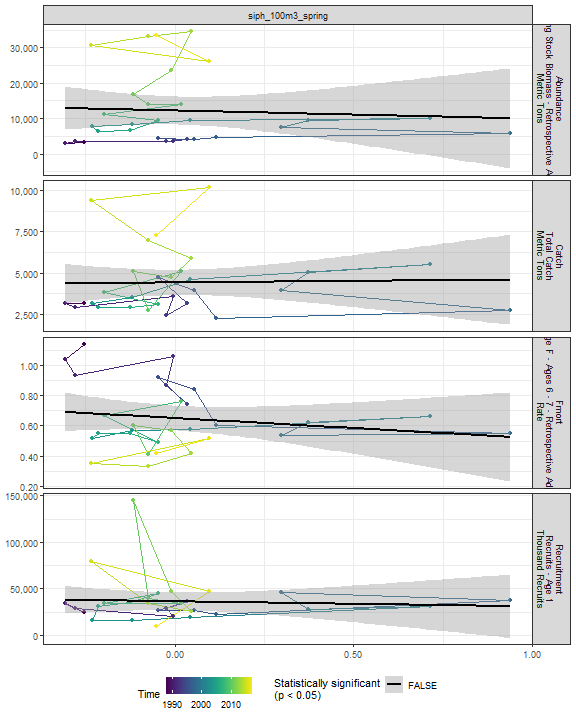 siph_100m3_spring
30,000
20,000
10,000
0
Abundance
ng Stock Biomass - Retrospective A
Metric Tons
10,000
7,500
5,000
2,500
Catch
Total Catch
Metric Tons
1.00
0.80
0.60
0.40
0.20
Fmort
ge F - Ages 6 - 7 - Retrospective Ad
Rate
150,000
100,000
50,000
0
Recruitment
Recruits - Age 1
Thousand Recruits
0.00
0.50
1.00
Time
1990
2000
2010
Statistically significant
(p < 0.05)
FALSE